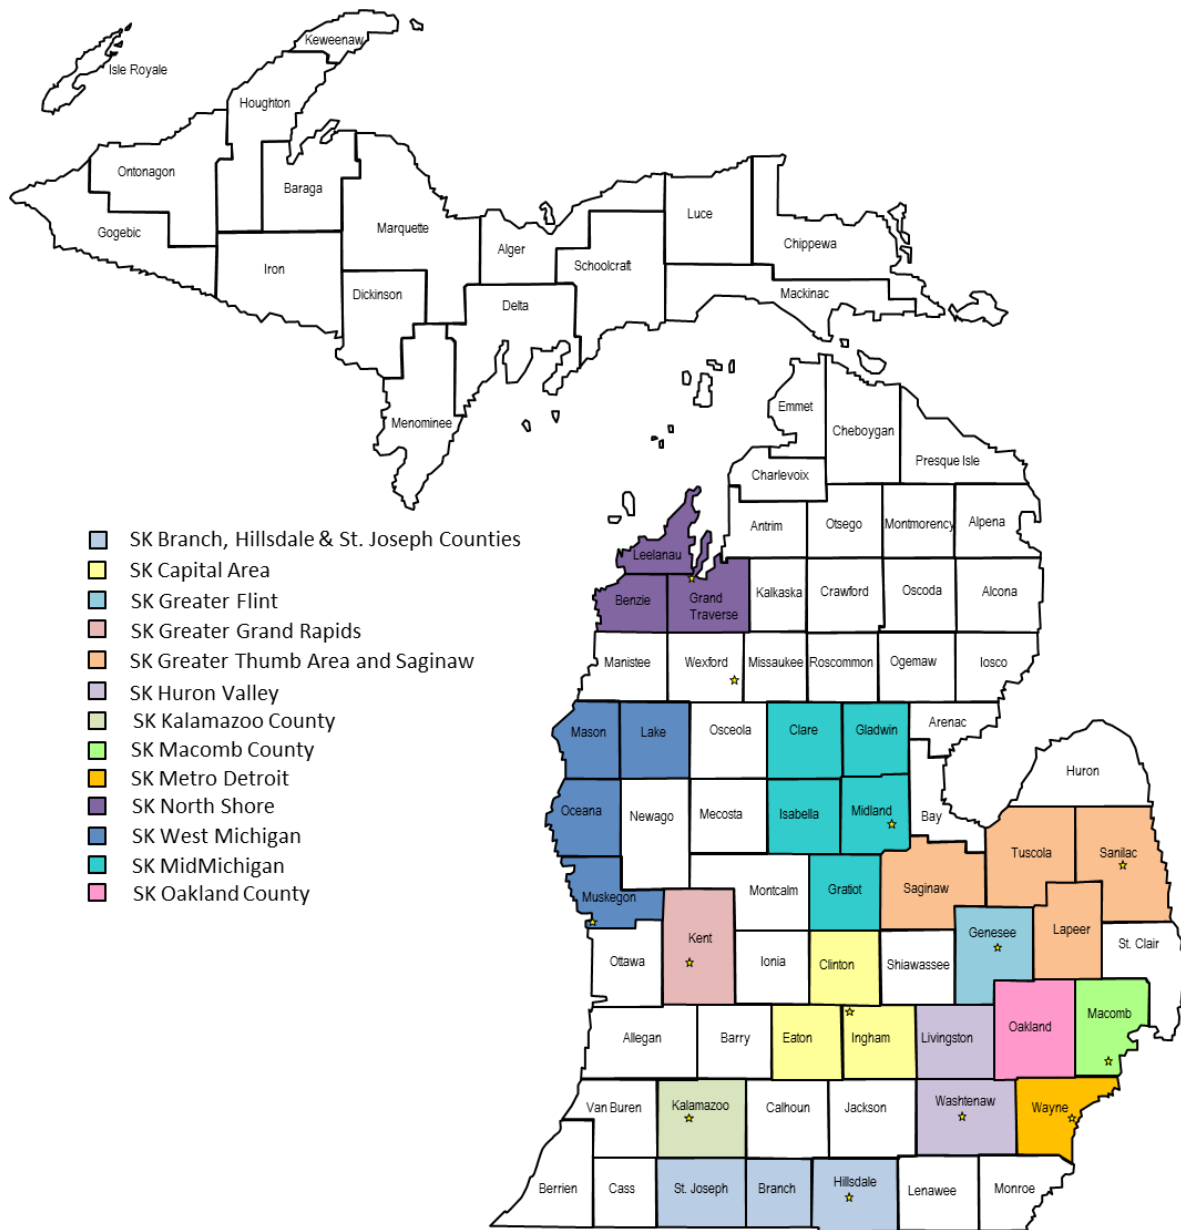 Keweenaw
Isle Royale
Houghton
Ontonagon
Baraga
Gogebic
Marquette
Iron
Dickinson
Alger
Luce
Schoolcraft
Chippewa
Mackinac
Delta
Menominee
Emmet
Cheboygan
Presque Isle
Charlevoix
Antrim
Otsego
Montmorency
Alpena
Leelanau
Benzie
Grand
Traverse
Kalkaska
Crawford
Oscoda
Alcona
Manistee
Wexford
Missaukee
Roscommon
Ogemaw
Iosco
SK Branch, Hillsdale & St. Joseph Counties
SK Capital Area
SK Greater Flint
SK Greater Grand Rapids
SK Greater Thumb Area and Saginaw
SK Huron Valley
SK Kalamazoo County
SK Macomb County
SK Metro Detroit
SK North Shore
SK West Michigan
SK MidMichigan
SK Oakland County
Mason
Lake
Osceola
Clare
Gladwin
Arenac
Huron
Oceana
Newago
Mecosta
Isabella
Midland
Bay
Tuscola
Sanilac
Muskegon
Montcalm
Gratiot
Saginaw
Kent
Ottawa
Ionia
Clinton
Shiawassee
Genesee
Lapeer
St. Clair
Allegan
Barry
Eaton
Ingham
Livingston
Oakland
Macomb
Van Buren
Kalamazoo
Calhoun
Jackson
Washtenaw
Wayne
Berrien
Cass
St. Joseph
Branch
Hillsdale
Lenawee
Monroe